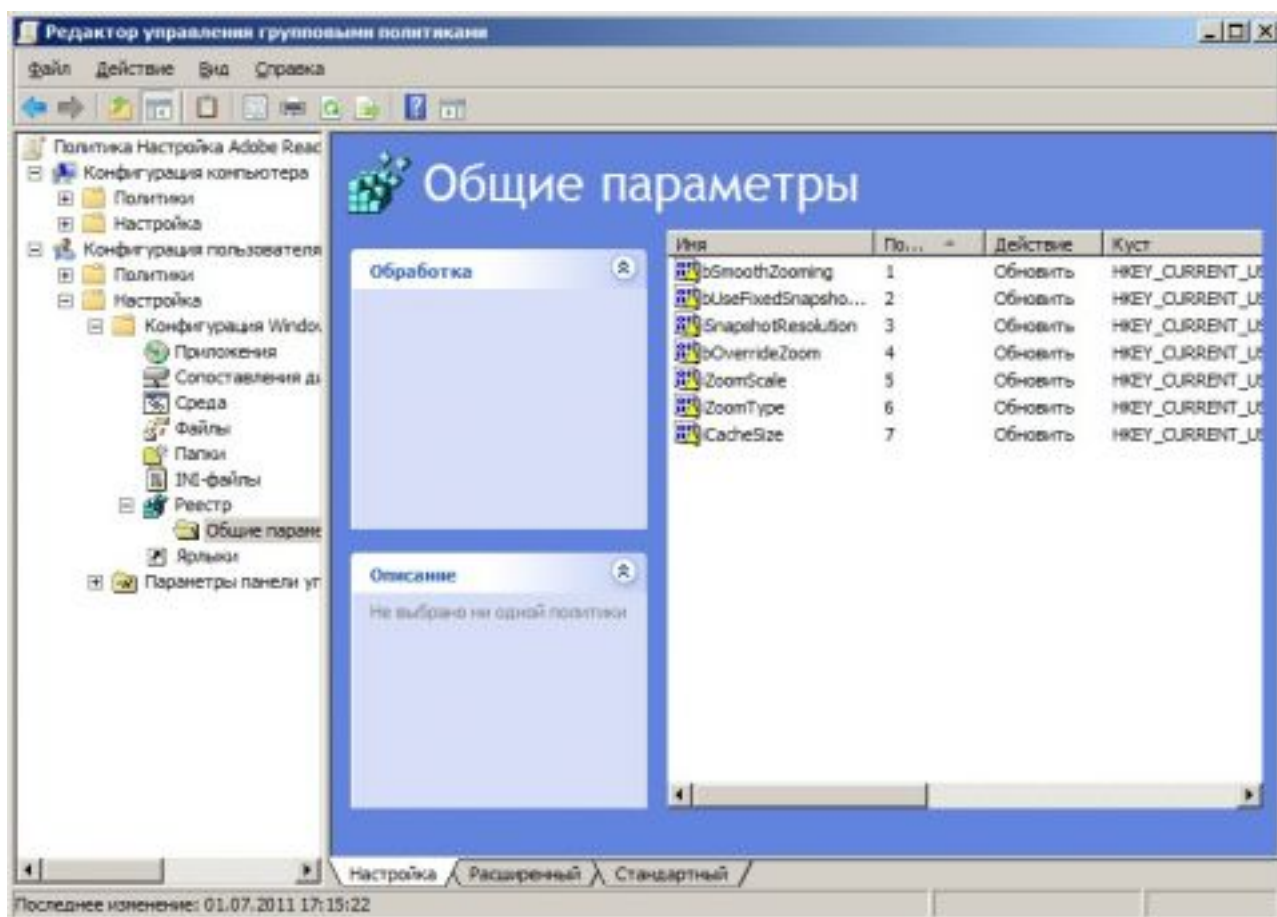 Редактор управления групповыми политиками
Файл Действие Вид Справка
Политика Настройка Adobe Read
Конфигурация компьютера
Политики
Настройка
Конфигурация пользователя
Политики
Настройка
Конфигурация Window
Приложения
Сопоставления ди
Среда
Файлы
Папки
INI-файлы
Реестр
Общие параме
Ярлыки
Параметры панели уп
Общие параметры
Обработка
Описание
Не выбрано ни одной политики
Имя По... Действие Куст
bSmoothZooming 1 Обновить HKEY_CURRENT_US
bUseFixedSnapsho... 2 Обновить HKEY_CURRENT_US
iSnapshotResolution 3 Обновить HKEY_CURRENT_US
bOverrideZoom 4 Обновить HKEY_CURRENT_US
iZoomScale 5 Обновить HKEY_CURRENT_US
iZoomType 6 Обновить HKEY_CURRENT_US
iCacheSize 7 Обновить HKEY_CURRENT_US
Настройка Расширенный Стандартный
Последнее изменение: 01.07.2011 17:15:22